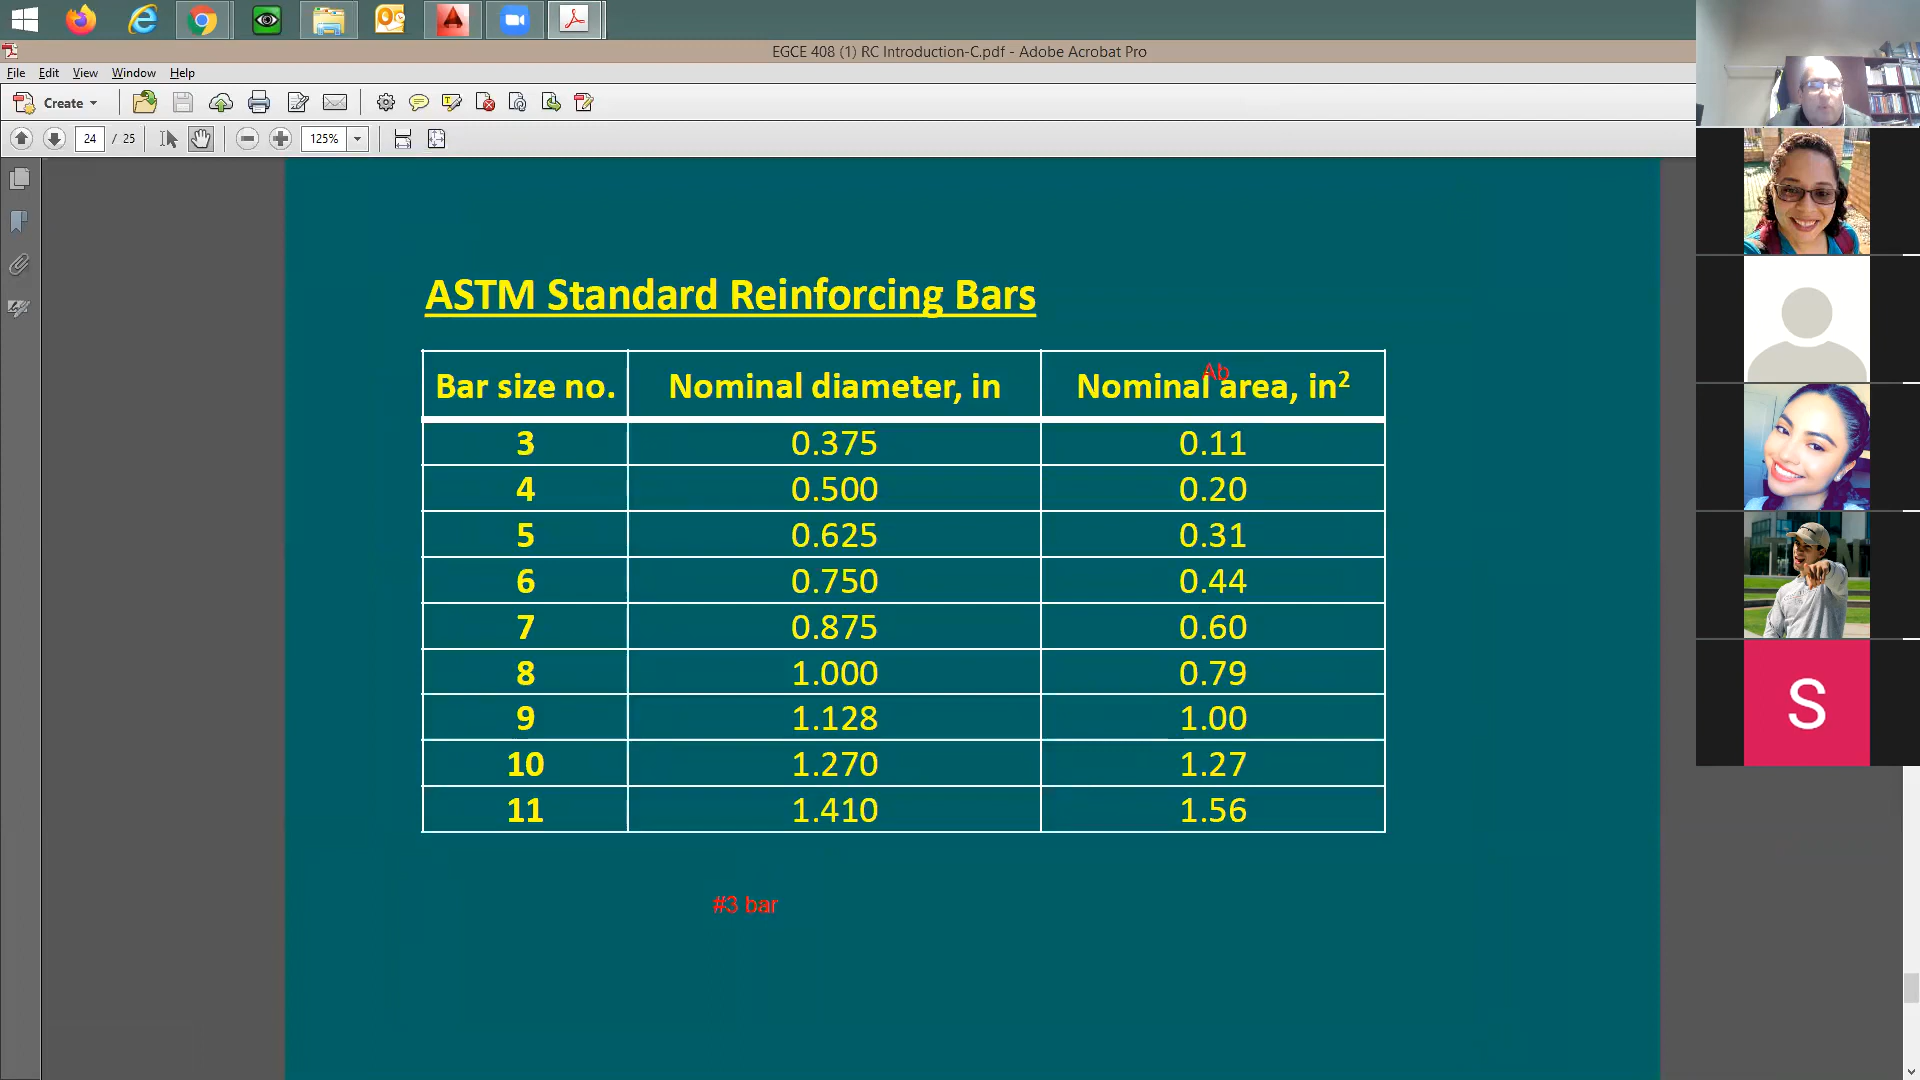 EGCE 408 (1) RC Introduction-C.pdf - Adobe Acrobat Pro
File Edit View Window Help
Create
24 / 25 125%
ASTM Standard Reinforcing Bars
Ab
Bar size no. Nominal diameter, in Nominal area, in²
3 0.375 0.11
4 0.500 0.20
5 0.625 0.31
6 0.750 0.44
7 0.875 0.60
8 1.000 0.79
9 1.128 1.00
10 1.270 1.27
11 1.410 1.56
#3 bar
S